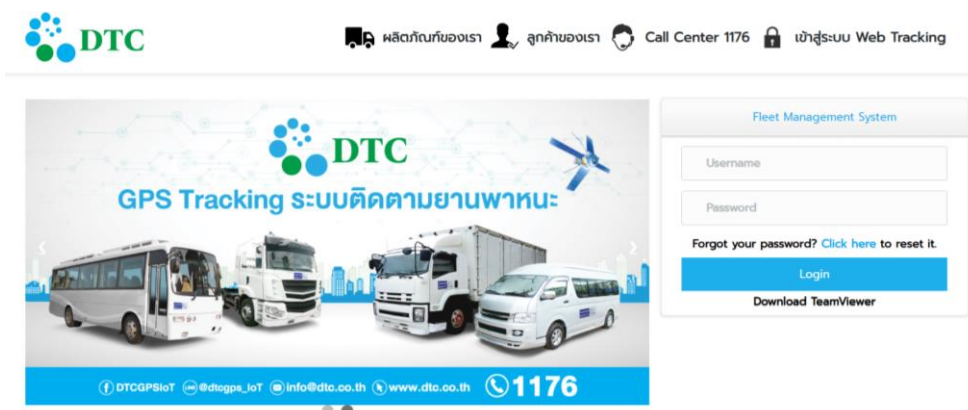 DTC
ผลิตภัณฑ์ของเรา ลูกค้าของเรา Call Center 1176 เข้าสู่ระบบ Web Tracking
DTC
GPS Tracking ระบบติดตามยานพาหนะ
DTCGPSIoT @dtcgps_IoT info@dtc.co.th www.dtc.co.th 1176
Fleet Management System
Username
Password
Forgot your password? Click here to reset it.
Login
Download TeamViewer